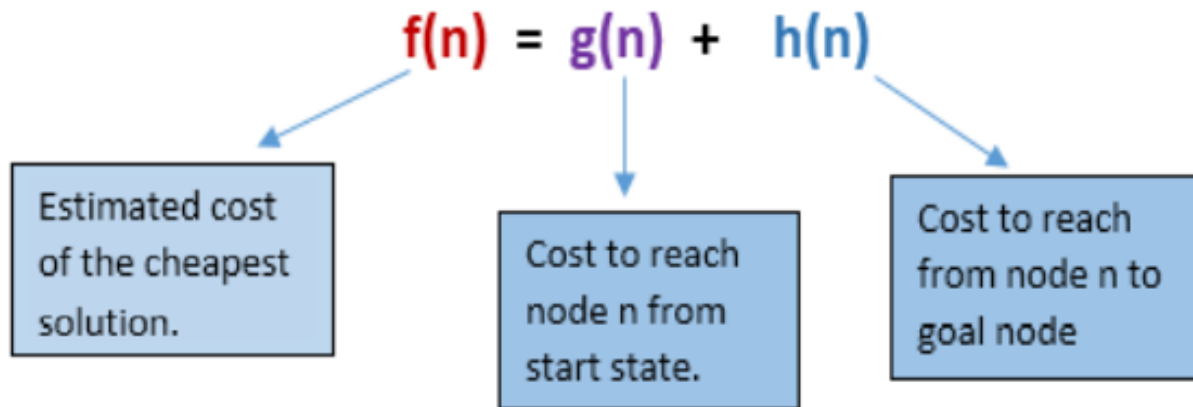 f(n) = g(n) + h(n)
Estimated cost
of the cheapest
solution.
Cost to reach
node n from
start state.
Cost to reach
from node n to
goal node